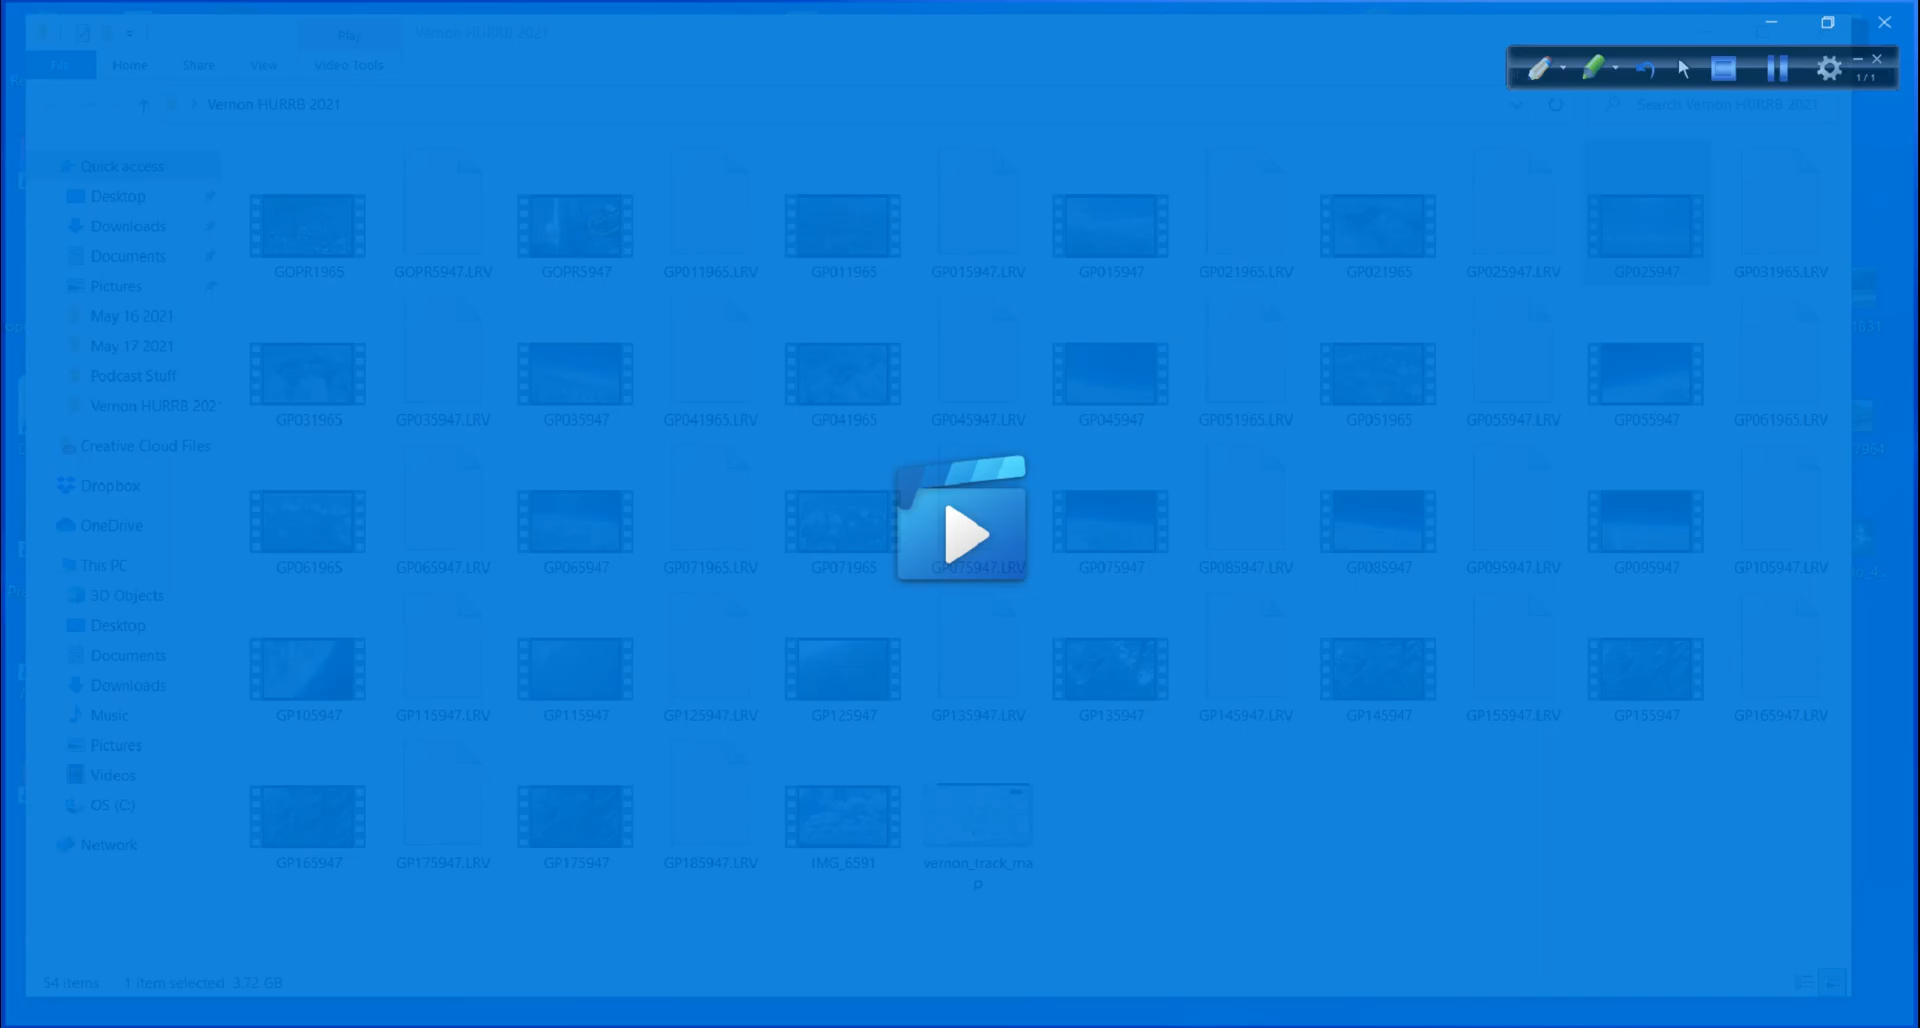 Play
Vernon HURRB 2021
File
Home
Share
View
Video Tools
1 / 1
Vernon HURRB 2021
Search Vernon HURRB 2021
Quick access
Desktop
Downloads
Documents
Pictures
May 16 2021
May 17 2021
Podcast Stuff
Vernon HURRB 202
Creative Cloud Files
Dropbox
OneDrive
This PC
3D Objects
Desktop
Documents
Downloads
Music
Pictures
Videos
OS (C:)
Network
GOPR1965
GOPR5947.LRV
GOPR5947
GP011965.LRV
GP011965
GP015947.LRV
GP015947
GP021965.LRV
GP021965
GP025947.LRV
GP025947
GP031965.LRV
GP031965
GP035947.LRV
GP035947
GP041965.LRV
GP041965
GP045947.LRV
GP045947
GP051965.LRV
GP051965
GP055947.LRV
GP055947
GP061965.LRV
GP061965
GP065947.LRV
GP065947
GP071965.LRV
GP071965
GP075947.LRV
GP075947
GP085947.LRV
GP085947
GP095947.LRV
GP095947
GP105947.LRV
GP105947
GP115947.LRV
GP115947
GP125947.LRV
GP125947
GP135947.LRV
GP135947
GP145947.LRV
GP145947
GP155947.LRV
GP155947
GP165947.LRV
GP165947
GP175947.LRV
GP175947
GP185947.LRV
IMG_6591
vernon_track_ma
p
54 items
1 item selected 3.72 GB